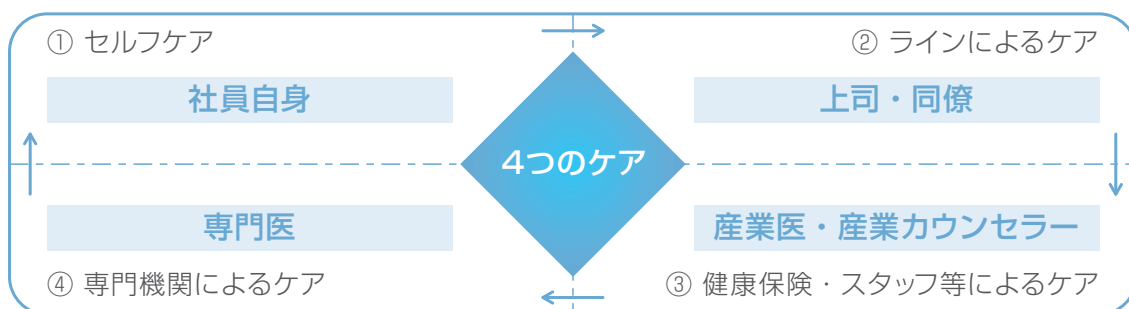 ① セルフケア
② ラインによるケア
社員自身
上司・同僚
4つのケア
専門医
産業医・産業カウンセラー
④ 専門機関によるケア
③ 健康保険・スタッフ等によるケア